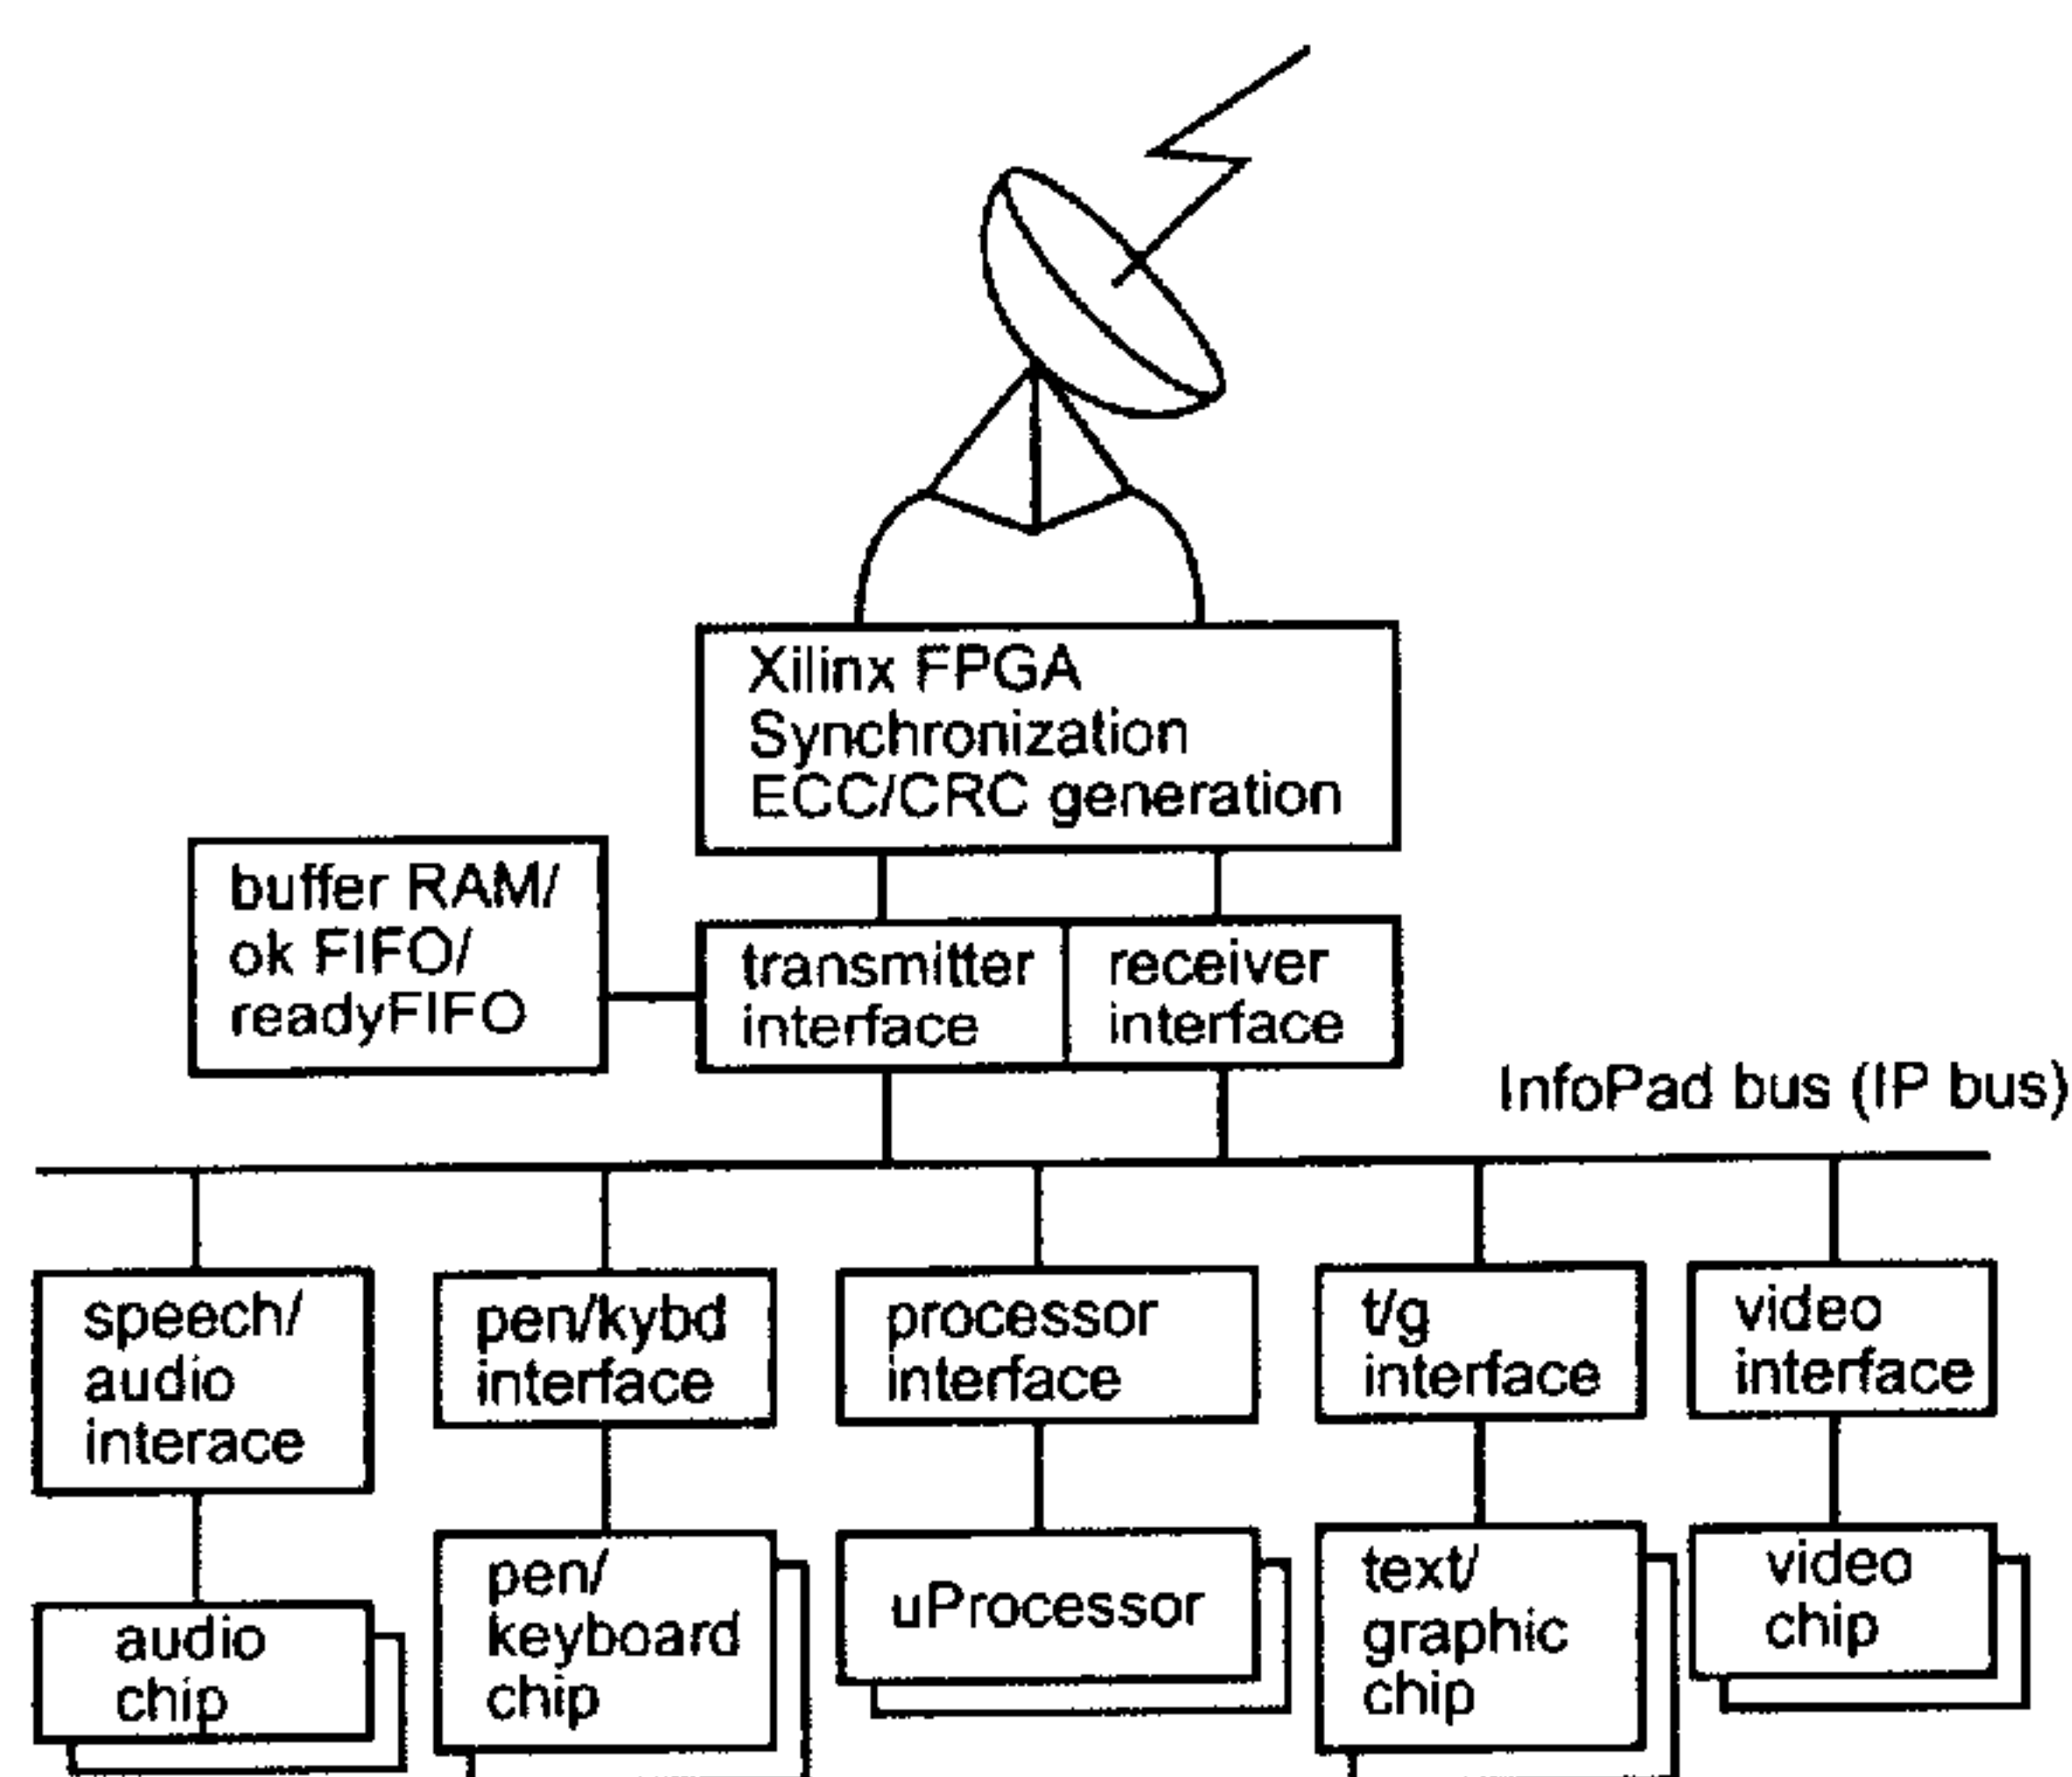 Xilinx FPGA
Synchronization
ECC/CRC generation
buffer RAM/
ok FIFO/
readyFIFO
transmitter
interface
receiver
interface
InfoPad bus (IP bus)
speech/
audio
interace
pen/kybd
interface
processor
interface
t/g
interface
video
interface
audio
chip
pen/
keyboard
chip
uProcessor
text/
graphic
chip
video
chip